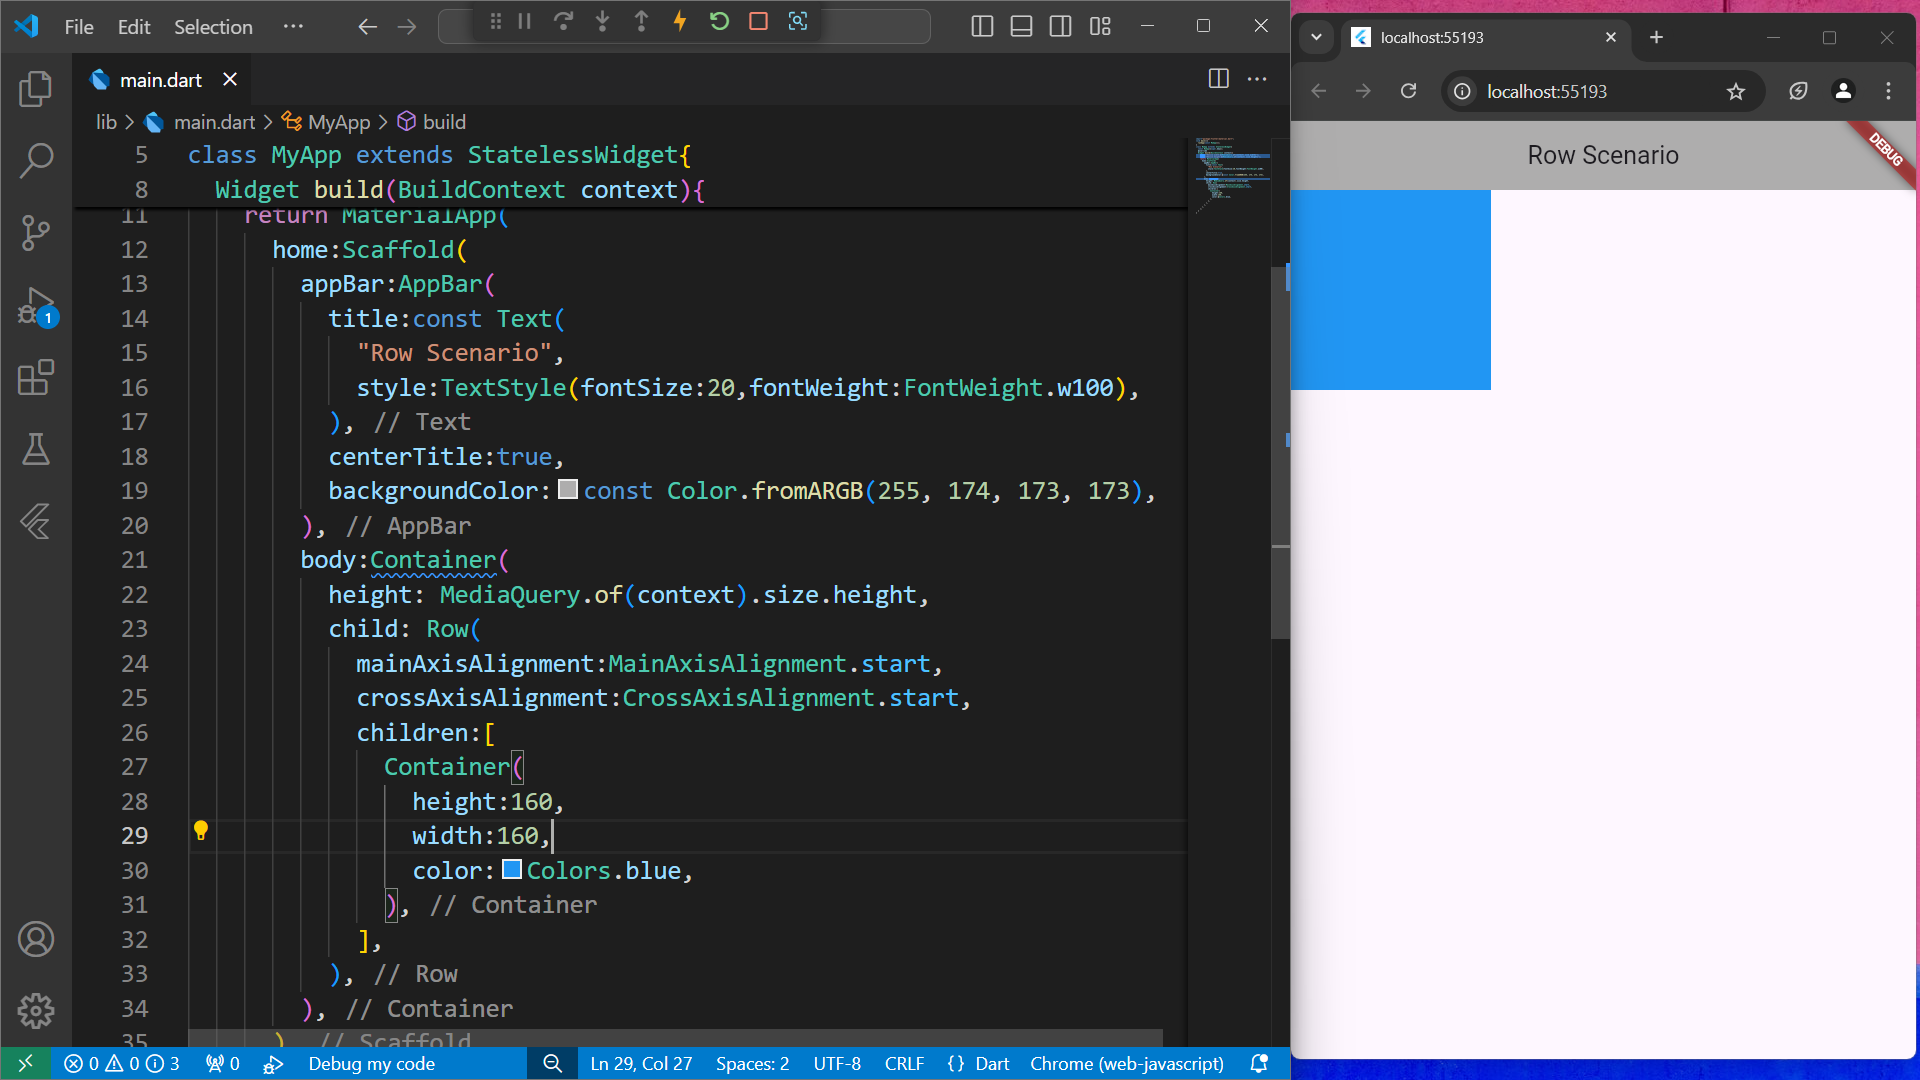 File Edit Selection ···
main.dart
lib > main.dart > MyApp > build
5 class MyApp extends StatelessWidget{
8 Widget build(BuildContext context){
11 return MaterialApp(
12 home:Scaffold(
13 appBar:AppBar(
14 title:const Text(
15 "Row Scenario",
16 style:TextStyle(fontSize:20,fontWeight:FontWeight.w100),
17 ), // Text
18 centerTitle:true,
19 backgroundColor:const Color.fromARGB(255, 174, 173, 173),
20 ), // AppBar
21 body:Container(
22 height: MediaQuery.of(context).size.height,
23 child: Row(
24 mainAxisAlignment:MainAxisAlignment.start,
25 crossAxisAlignment:CrossAxisAlignment.start,
26 children:[
27 Container(
28 height:160,
29 width:160,
30 color:Colors.blue,
31 ), // Container
32 ],
33 ), // Row
34 ), // Container
35 ) // Scaffold
1
0 0 3 0 Debug my code Ln 29, Col 27 Spaces: 2 UTF-8 CRLF {} Dart Chrome (web-javascript)
localhost:55193
localhost:55193
Row Scenario
DEBUG